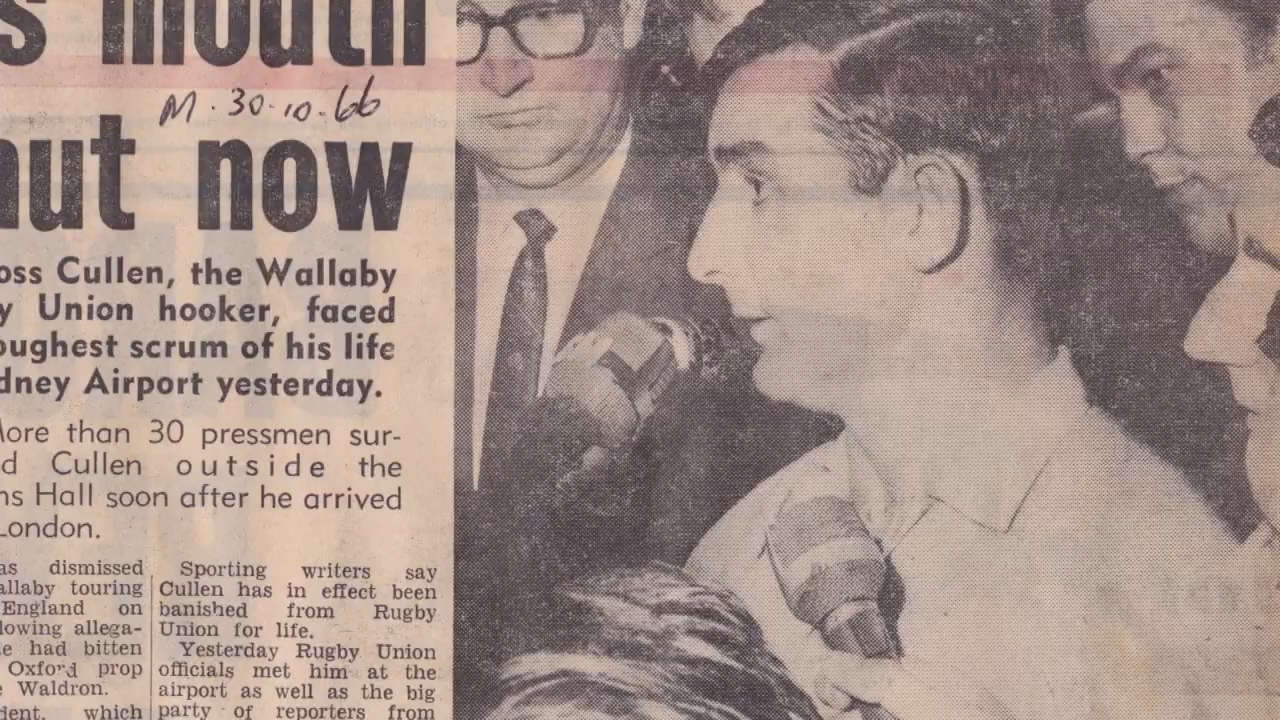 s mouth
M. 30.10.66
hut now
oss Cullen, the Wallaby
y Union hooker, faced
oughest scrum of his life
dney Airport yesterday.
More than 30 pressmen sur-
d Cullen outside the
ms Hall soon after he arrived
London.
as dismissed
allaby touring
England on
lowing allega-
e had bitten
Oxford prop
e Waldron.
dent, which
Sporting writers say
Cullen has in effect been
banished from Rugby
Union for life.
Yesterday Rugby Union
officials met him at the
airport as well as the big
party of reporters from